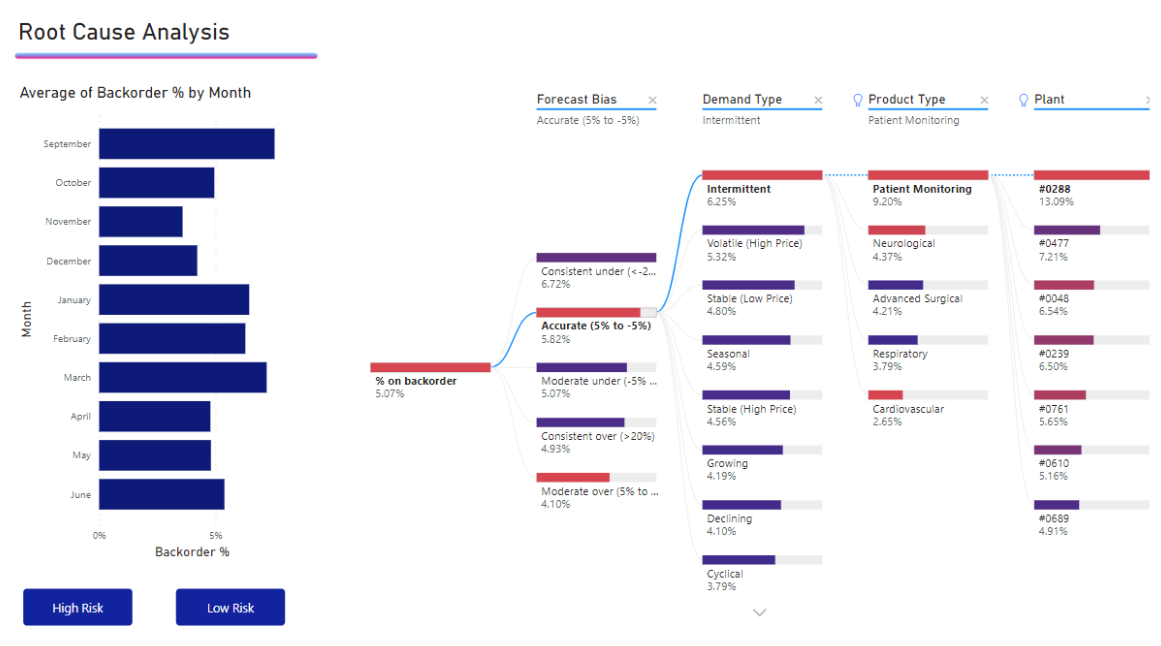 Root Cause Analysis
Average of Backorder % by Month
September
October
November
December
January
February
March
April
May
June
Month
0%
5%
Backorder %
High Risk
Low Risk
% on backorder
5.07%
Forecast Bias
Accurate (5% to -5%)
Consistent under (<-2...
6.72%
Accurate (5% to -5%)
5.82%
Moderate under (-5% ...
5.07%
Consistent over (>20%)
4.93%
Moderate over (5% to ...
4.10%
Demand Type
Intermittent
Intermittent
6.25%
Volatile (High Price)
5.32%
Stable (Low Price)
4.80%
Seasonal
4.59%
Stable (High Price)
4.56%
Growing
4.19%
Declining
4.10%
Cyclical
3.79%
Product Type
Patient Monitoring
Patient Monitoring
9.20%
Neurological
4.37%
Advanced Surgical
4.21%
Respiratory
3.79%
Cardiovascular
2.65%
Plant
#0288
13.09%
#0477
7.21%
#0048
6.54%
#0239
6.50%
#0761
5.65%
#0610
5.16%
#0689
4.91%